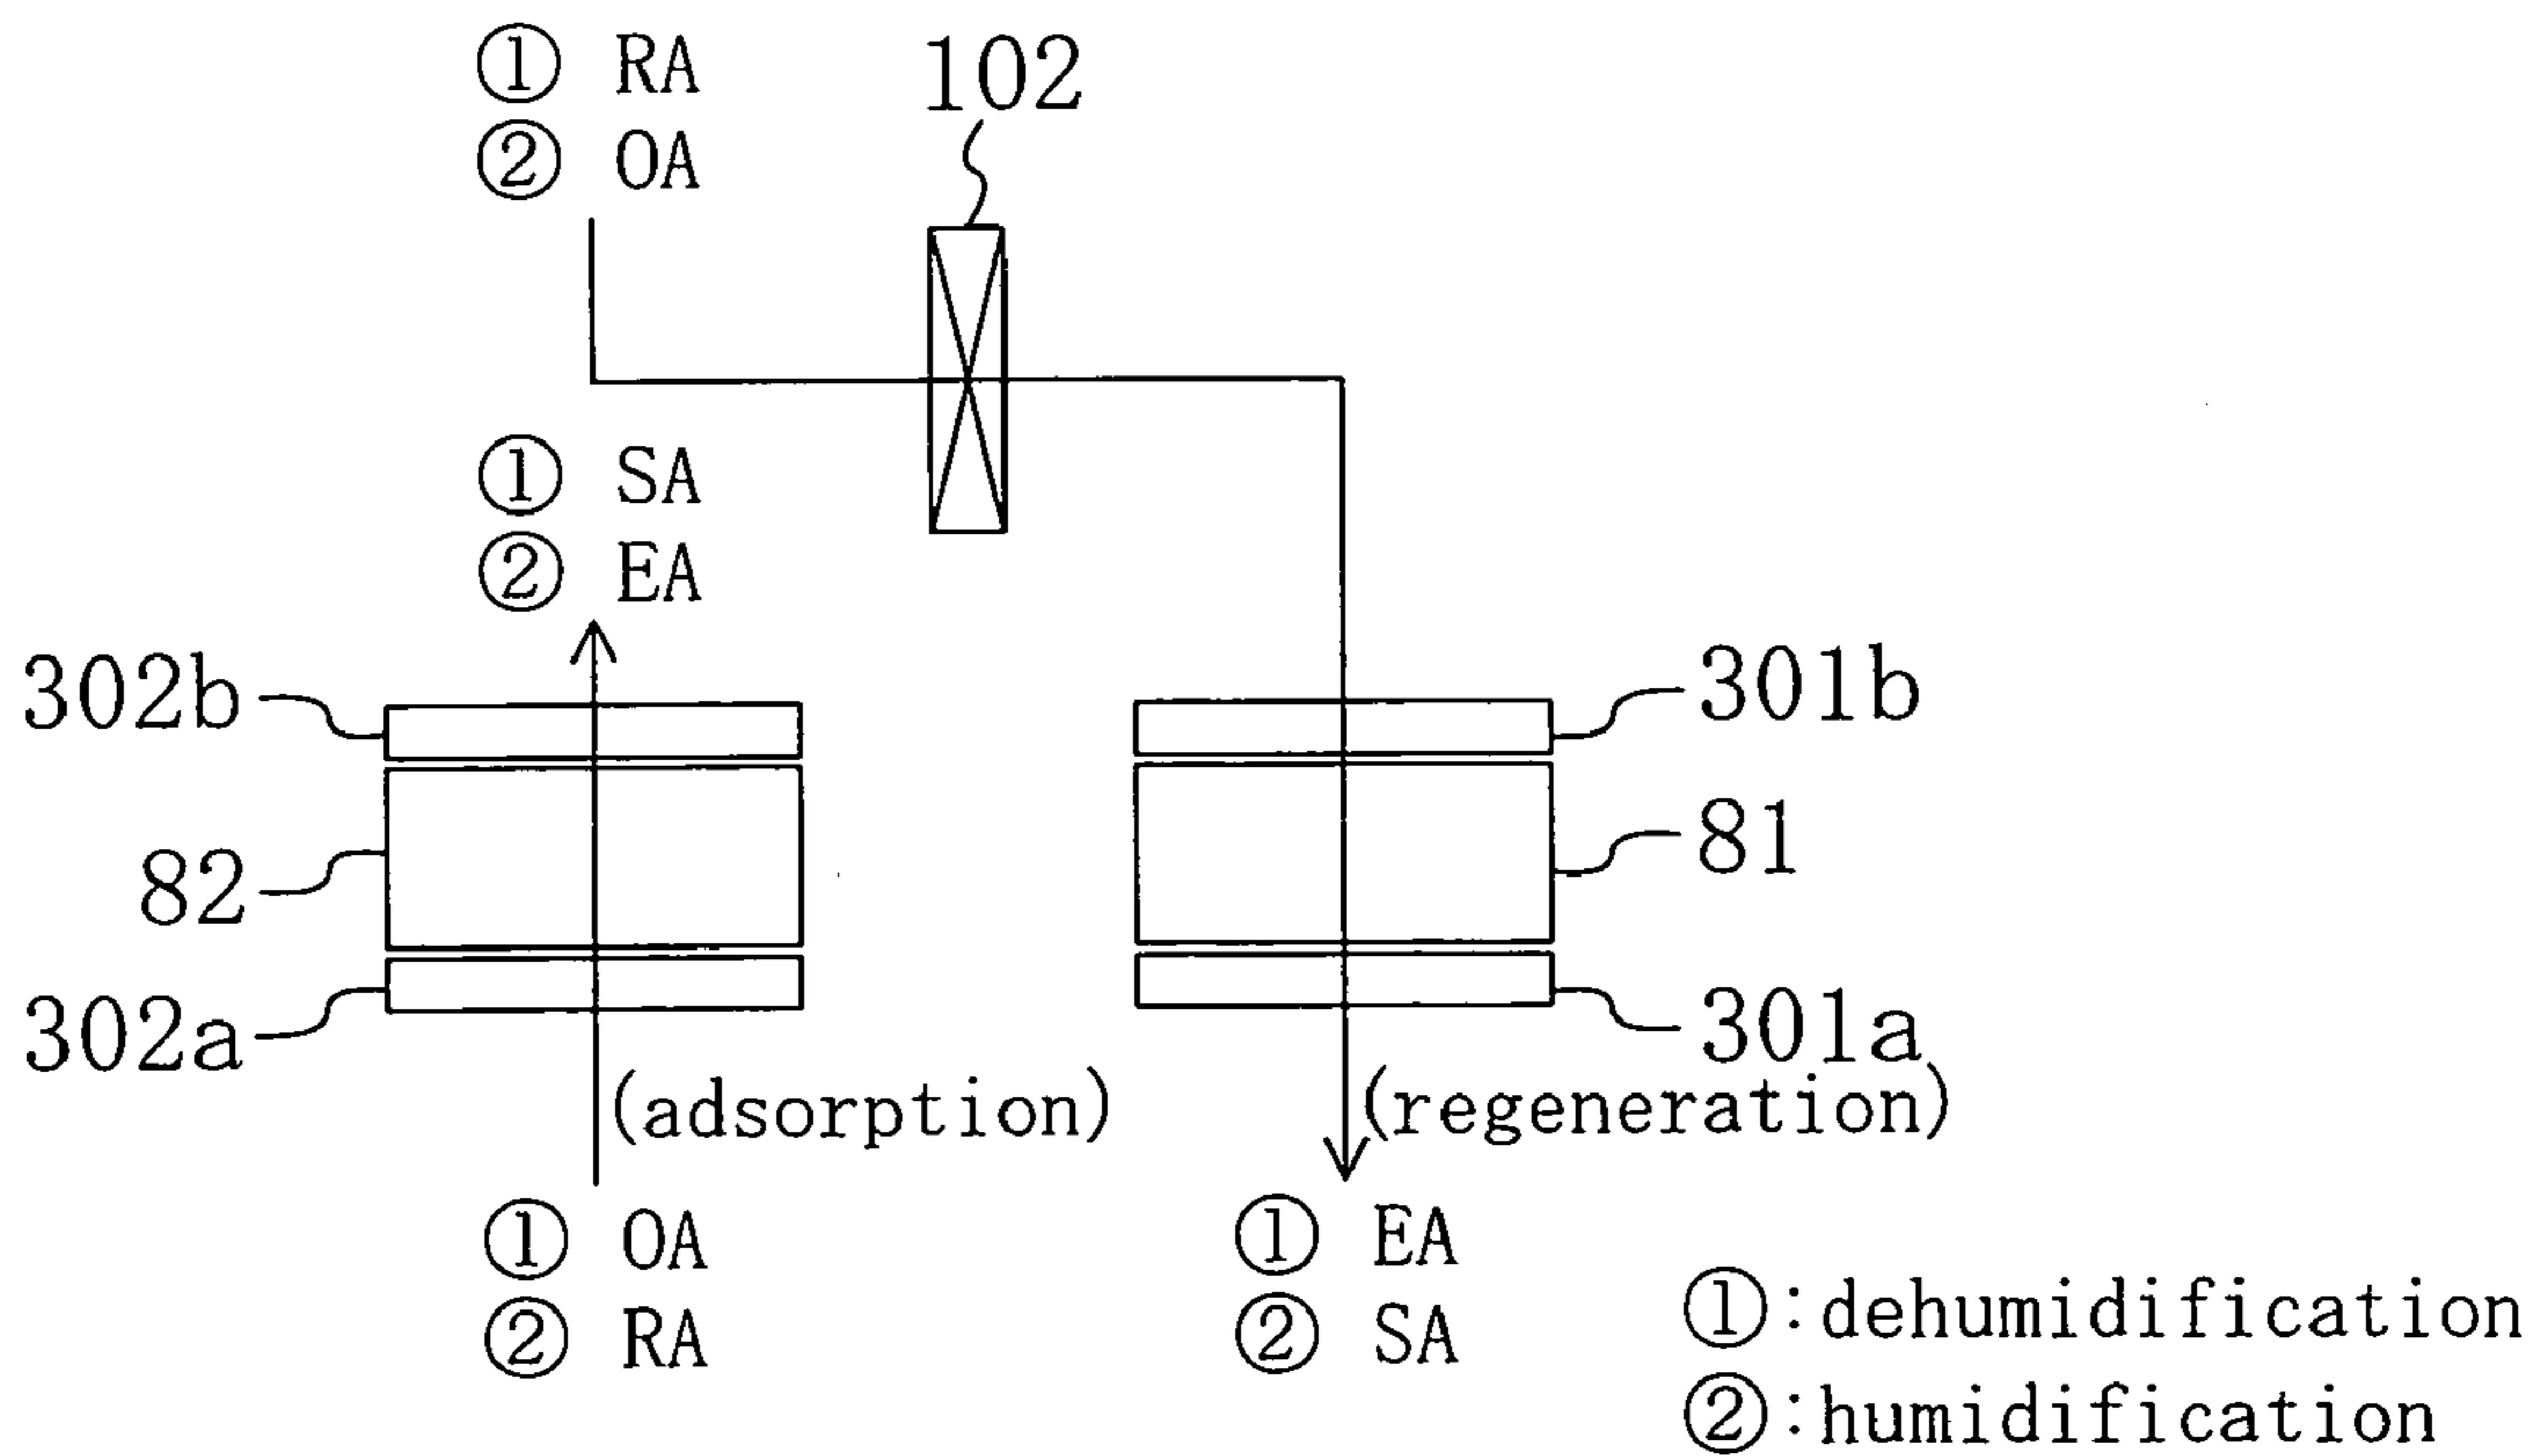 ① RA
② OA
102
① SA
② EA
302b
301b
82
81
302a
301a
(adsorption)
(regeneration)
① OA
② RA
① EA
② SA
①:dehumidification
②:humidification